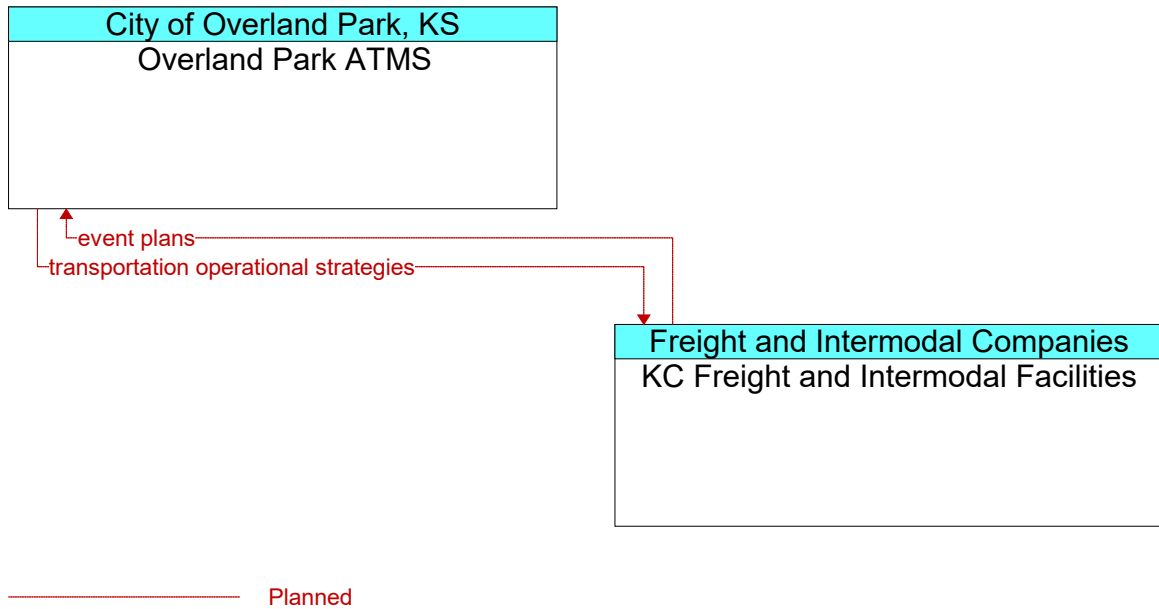 City of Overland Park, KS
Overland Park ATMS
event plans
transportation operational strategies
Freight and Intermodal Companies
KC Freight and Intermodal Facilities
Planned